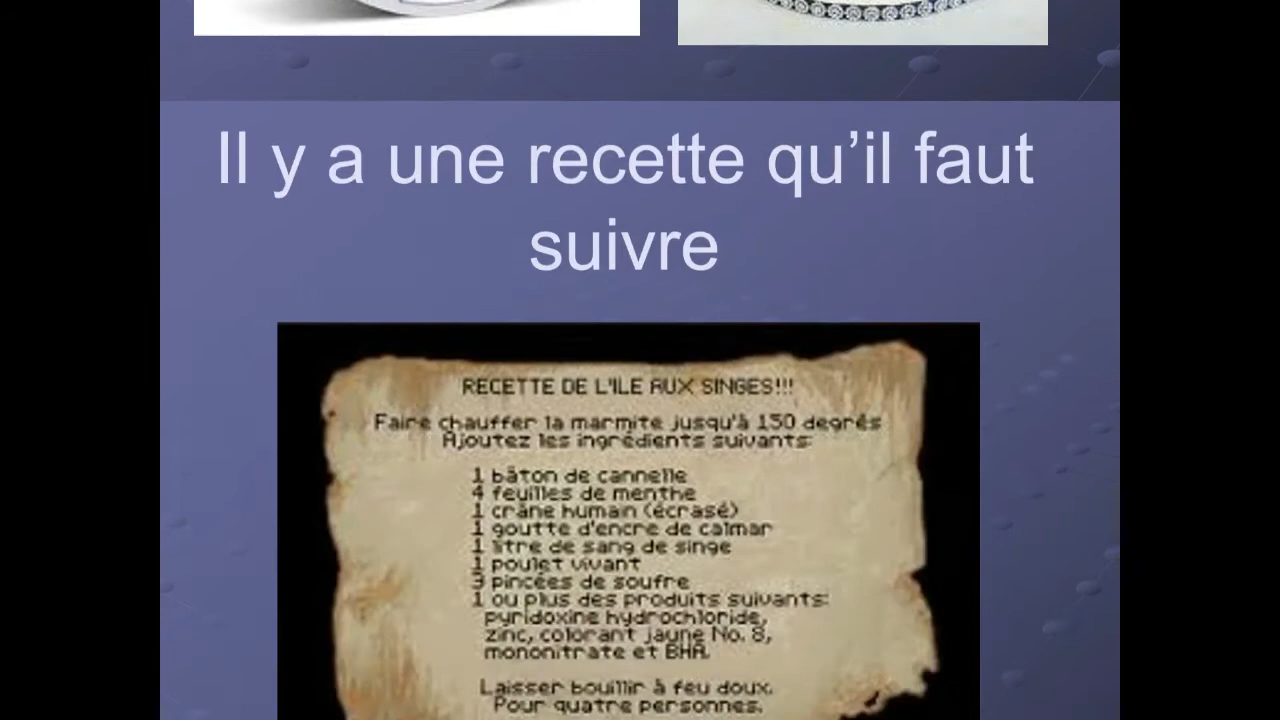 Il y a une recette qu’il faut
suivre
RECETTE DE L'ILE AUX SINGES!!!
Faire chauffer la marmite jusqu'à 150 degrés
Ajoutez les ingrédients suivants:
1 bâton de cannelle
4 feuilles de menthe
1 crâne humain (écrasé)
1 goutte d'encre de calmar
1 litre de sang de singe
1 poulet vivant
3 pincées de soufre
1 ou plus des produits suivants:
pyridoxine hydrochloride,
zinc, colorant jaune No. 8,
mononitrate et BHA.
Laisser bouillir à feu doux.
Pour quatre personnes.